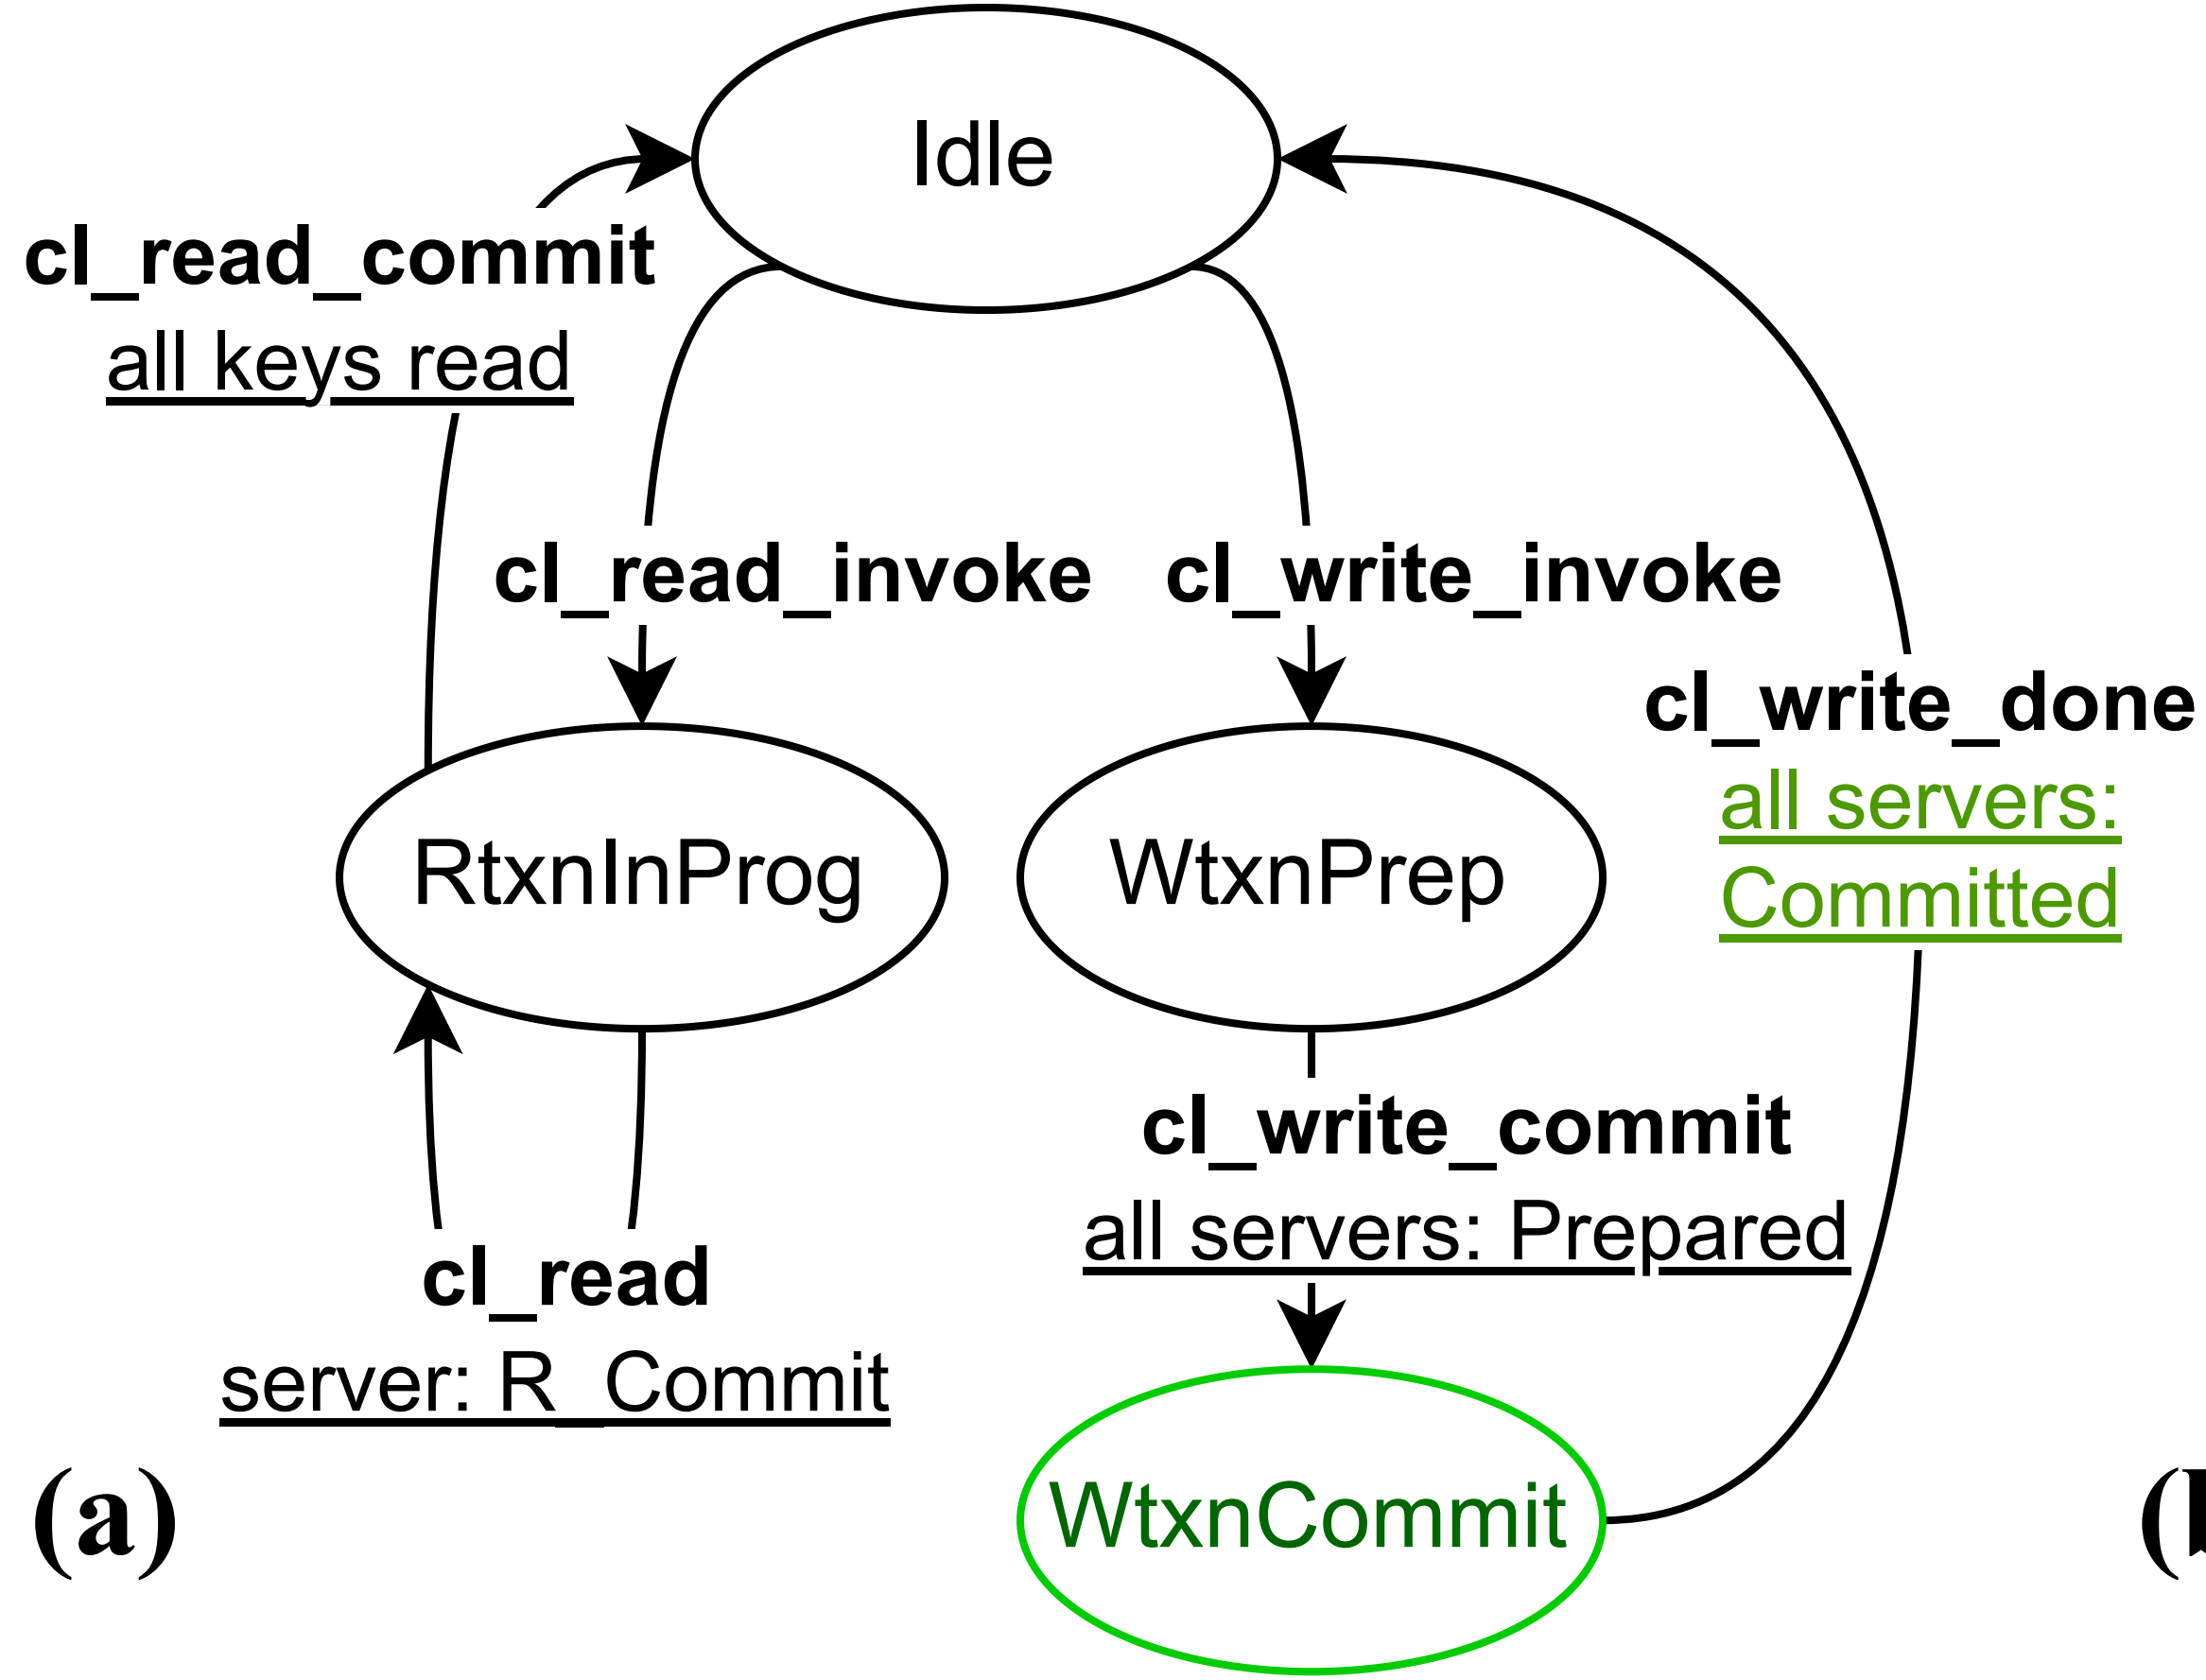 Idle
cl_read_commit
all keys read
cl_read_invoke
cl_write_invoke
cl_write_done
all servers:
Committed
RtxnInProg
WtxnPrep
cl_write_commit
all servers: Prepared
cl_read
server: R_Commit
WtxnCommit
(a)